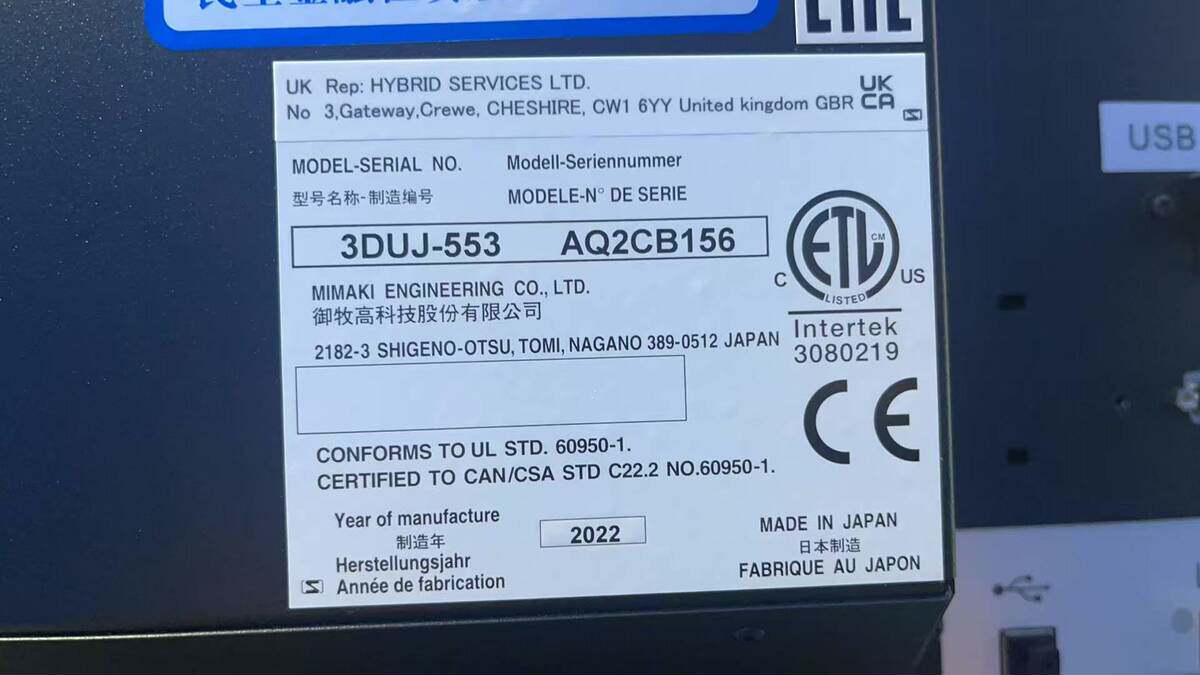 UK Rep: HYBRID SERVICES LTD.
No 3,Gateway,Crewe, CHESHIRE, CW1 6YY United kingdom GBR
UK
CA
USB
MODEL-SERIAL NO. Modell-Seriennummer
型号名称-制造编号 MODELE-N° DE SERIE
3DUJ-553 AQ2CB156
ETL CM
LISTED
C US
Intertek
3080219
MIMAKI ENGINEERING CO., LTD.
御牧高科技股份有限公司
2182-3 SHIGENO-OTSU, TOMI, NAGANO 389-0512 JAPAN
CE
CONFORMS TO UL STD. 60950-1.
CERTIFIED TO CAN/CSA STD C22.2 NO.60950-1.
Year of manufacture
制造年
Herstellungsjahr
Année de fabrication
2022
MADE IN JAPAN
日本制造
FABRIQUE AU JAPON